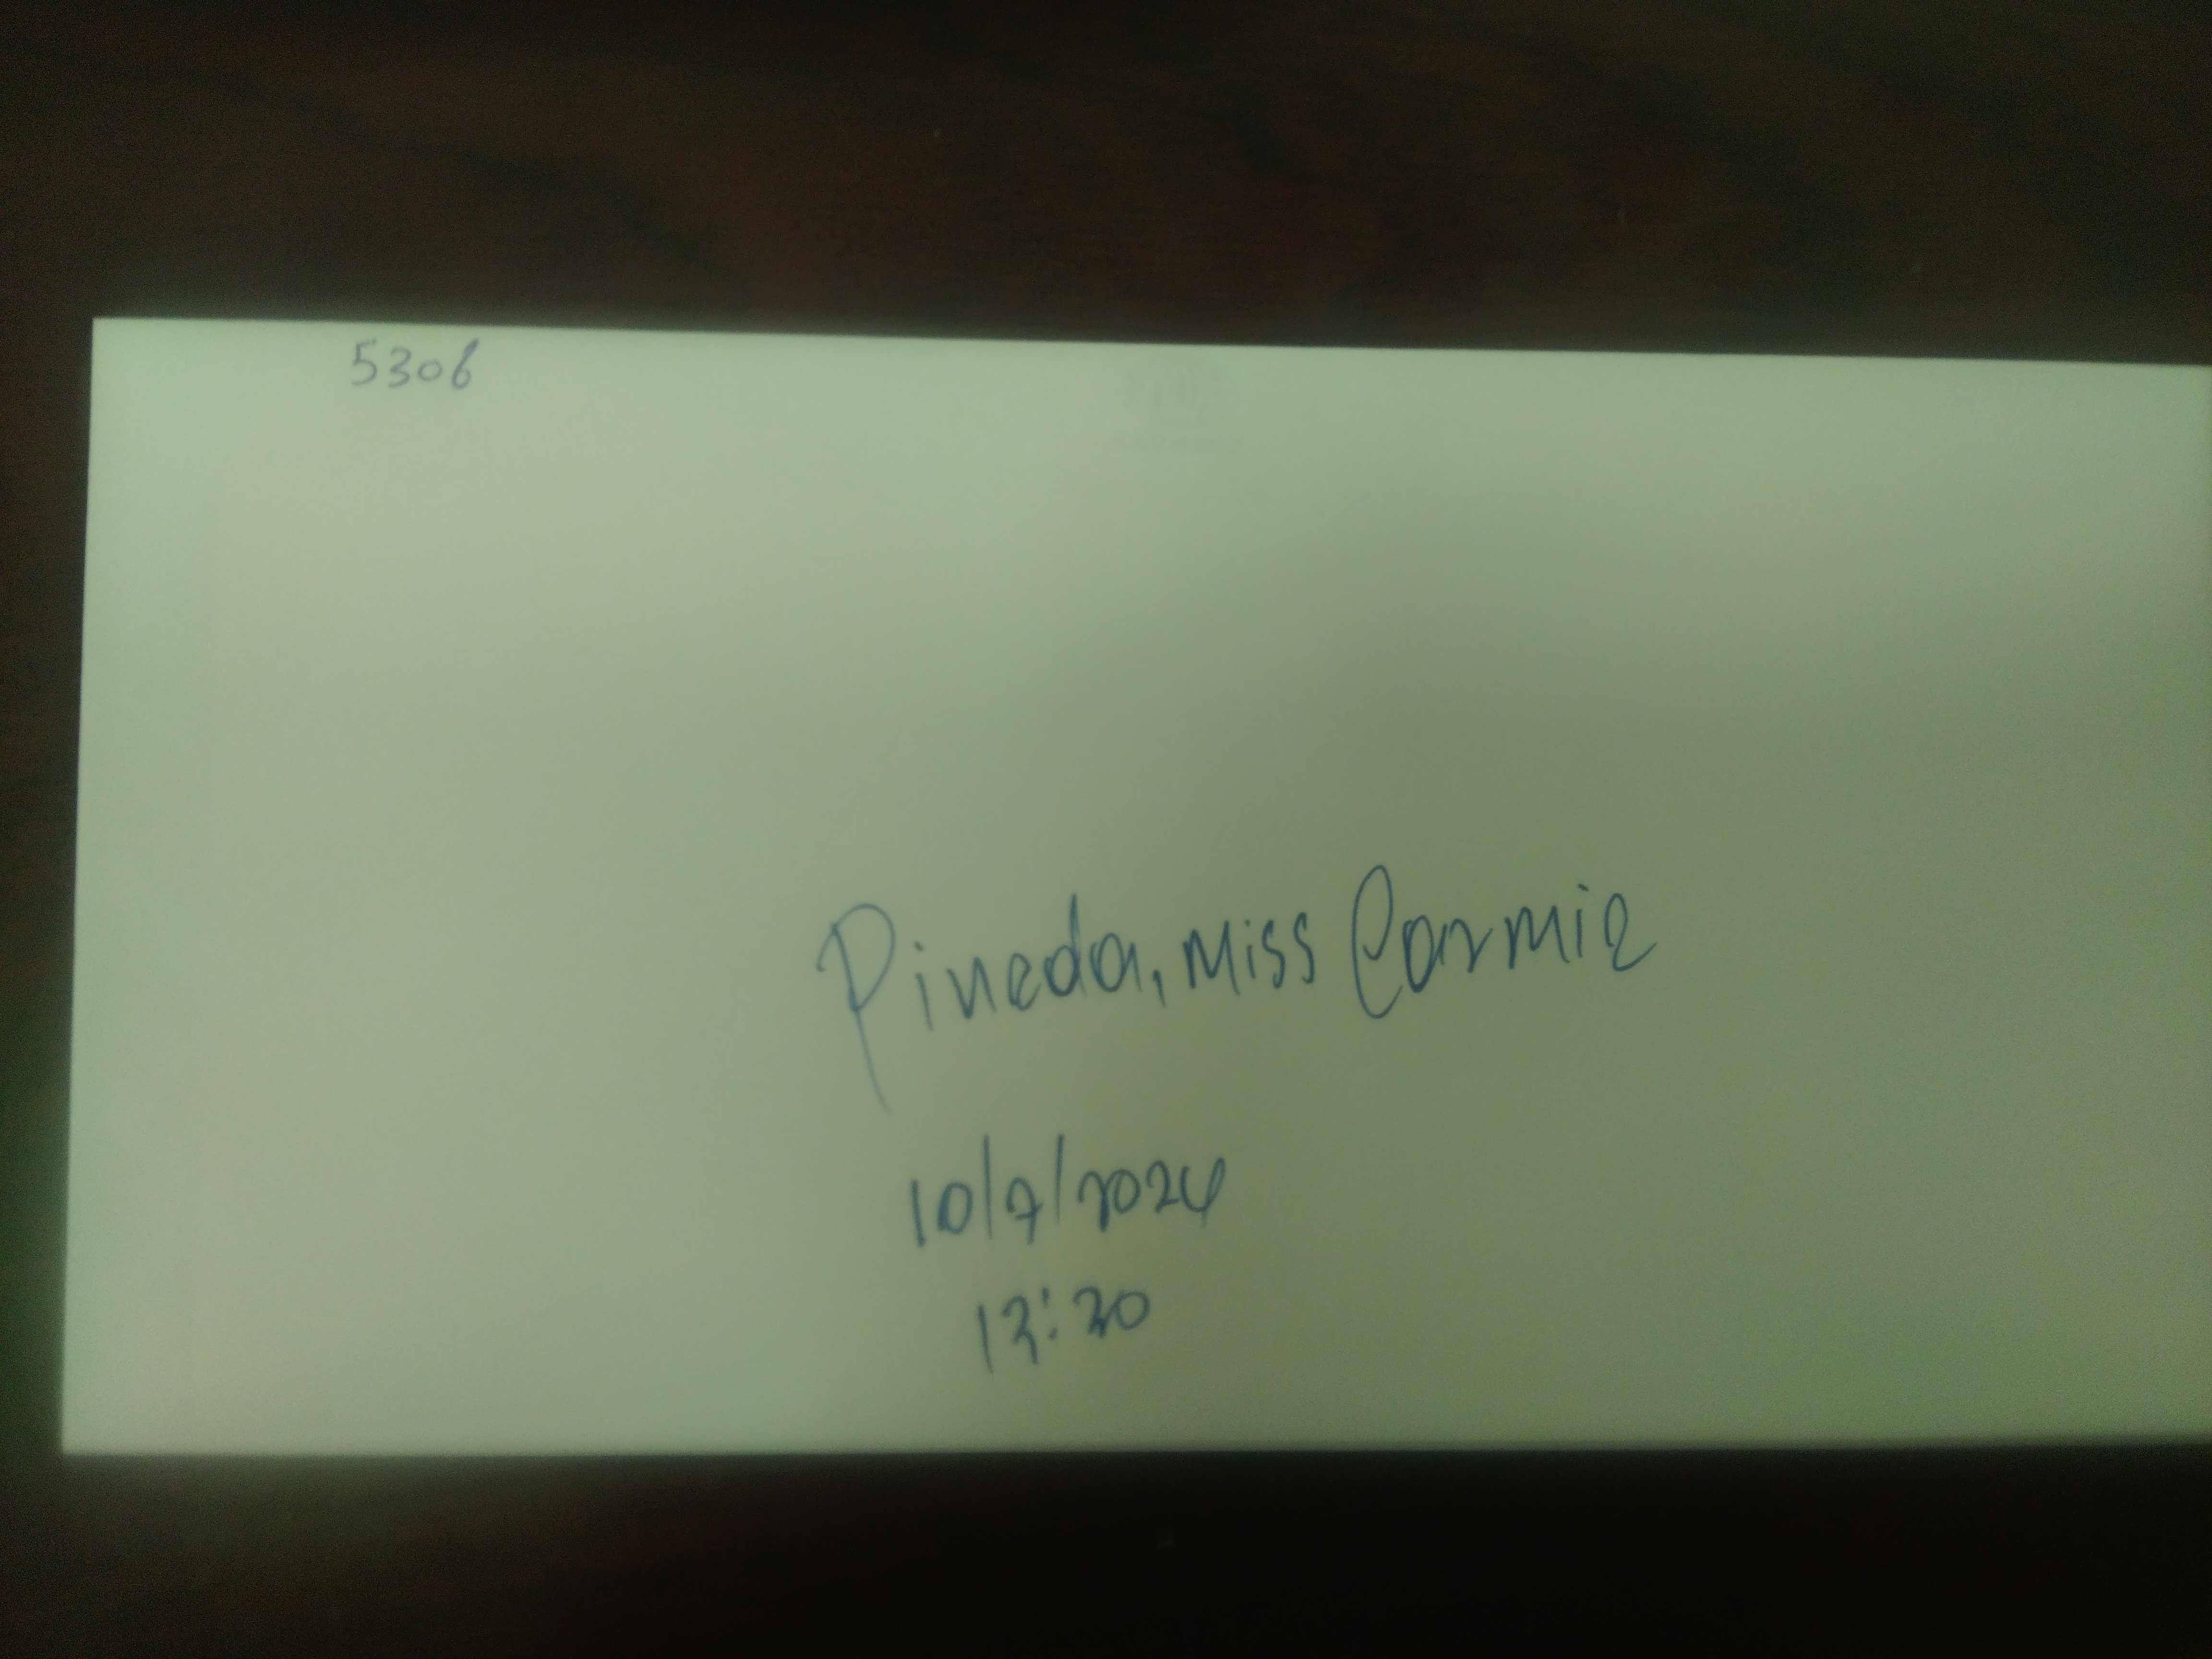 5306
Pineda, Miss Carmie
10/7/2024
13:30